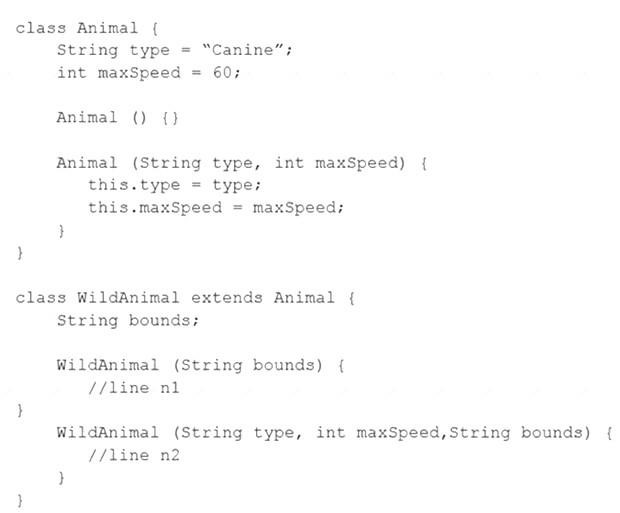 class Animal {
    String type = “Canine”;
    int maxSpeed = 60;

    Animal () {}

    Animal (String type, int maxSpeed) {
       this.type = type;
       this.maxSpeed = maxSpeed;
    }
}

class WildAnimal extends Animal {
    String bounds;

    WildAnimal (String bounds) {
       //line n1
}
    WildAnimal (String type, int maxSpeed,String bounds) {
       //line n2
    }
}